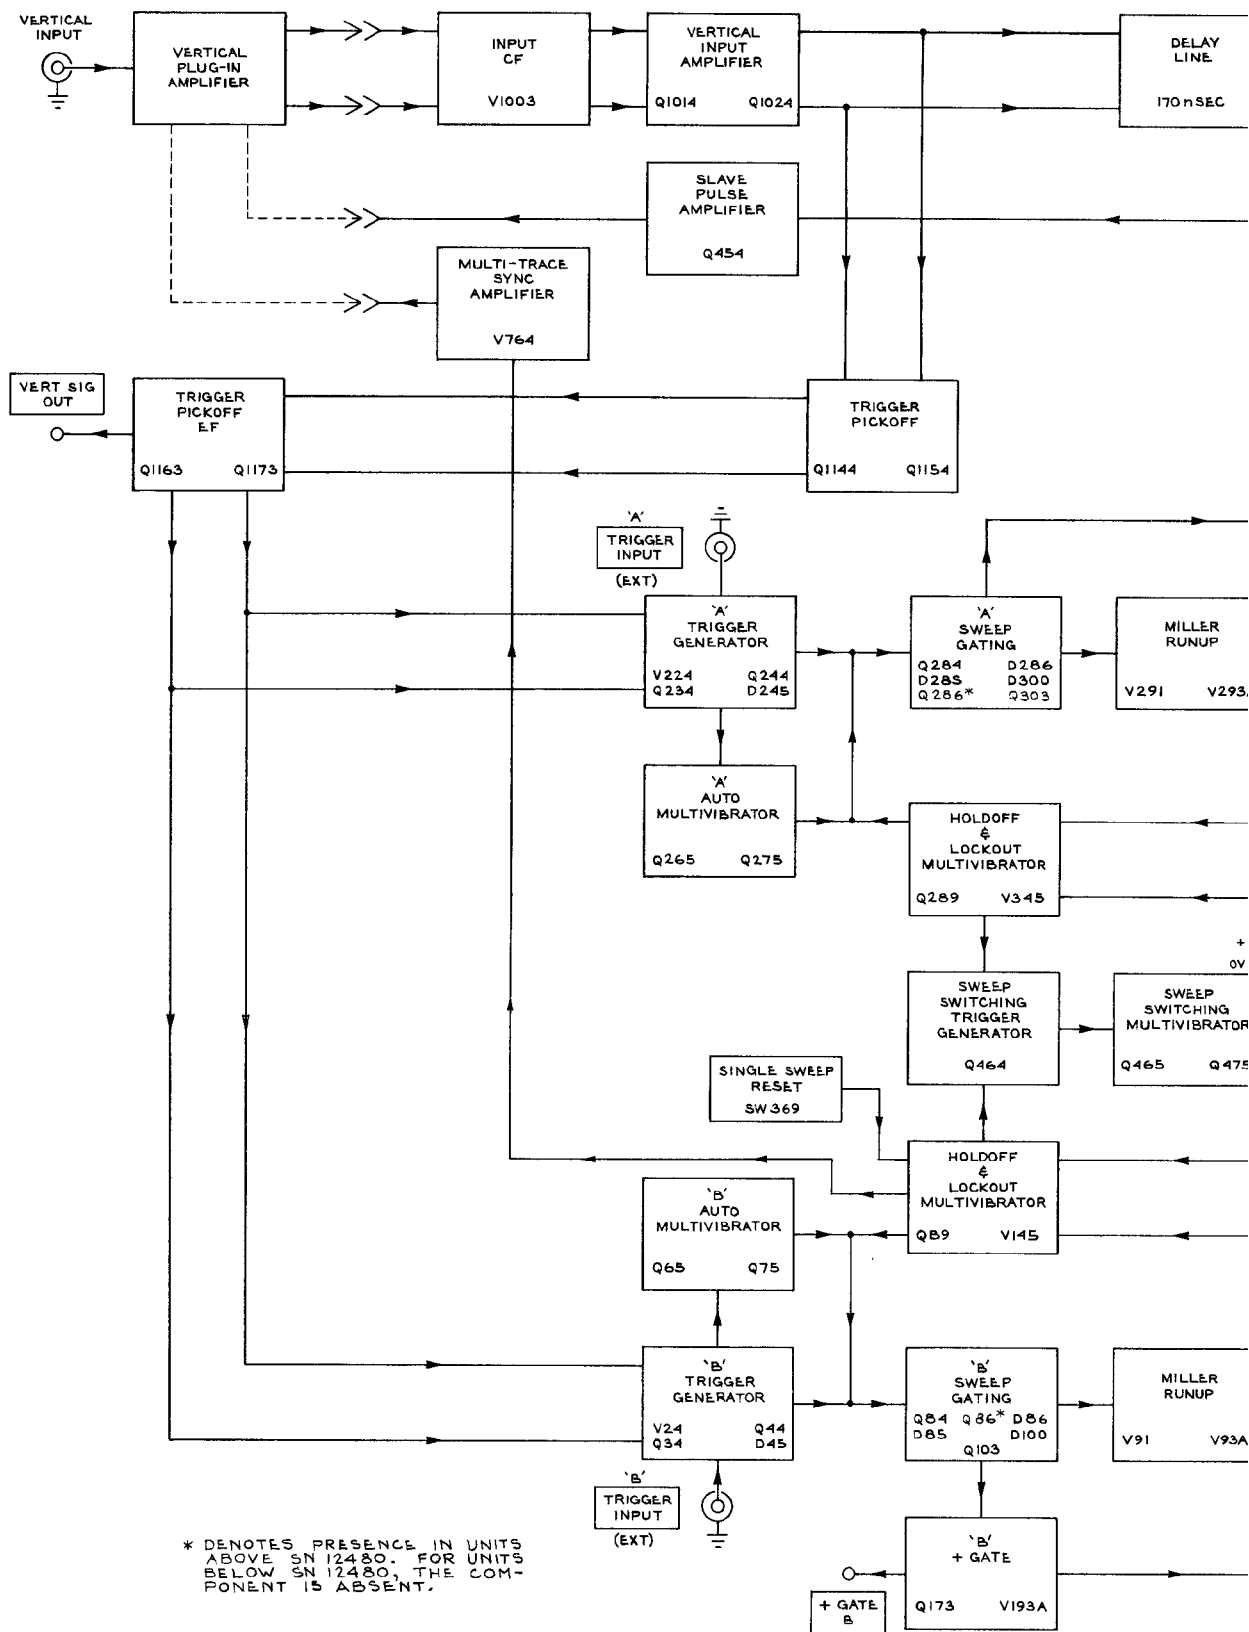 VERTICAL
INPUT
VERTICAL
PLUG-IN
AMPLIFIER
INPUT
CF
V1003
VERTICAL
INPUT
AMPLIFIER
Q1014 Q1024
DELAY
LINE
170 nSEC
SLAVE
PULSE
AMPLIFIER
Q454
MULTI-TRACE
SYNC
AMPLIFIER
V764
VERT SIG
OUT
TRIGGER
PICKOFF
EF
Q1163 Q1173
TRIGGER
PICKOFF
Q1144 Q1154
'A'
TRIGGER
INPUT
(EXT)
'A'
TRIGGER
GENERATOR
V224 Q244
Q234 D245
'A'
SWEEP
GATING
Q284 D286
D285 D300
Q286* Q303
MILLER
RUNUP
V291 V293A
'A'
AUTO
MULTIVIBRATOR
Q265 Q275
HOLDOFF
&
LOCKOUT
MULTIVIBRATOR
Q289 V345
+
0V
SWEEP
SWITCHING
TRIGGER
GENERATOR
Q464
SWEEP
SWITCHING
MULTIVIBRATOR
Q465 Q475
SINGLE SWEEP
RESET
SW369
HOLDOFF
&
LOCKOUT
MULTIVIBRATOR
Q89 V145
'B'
AUTO
MULTIVIBRATOR
Q65 Q75
'B'
TRIGGER
GENERATOR
V24 Q44
Q34 D45
'B'
SWEEP
GATING
Q84 Q86* D86
D85 D100
Q103
MILLER
RUNUP
V91 V93A
'B'
TRIGGER
INPUT
(EXT)
* DENOTES PRESENCE IN UNITS
ABOVE SN 12480. FOR UNITS
BELOW SN 12480, THE COM-
PONENT IS ABSENT.
'B'
+ GATE
Q173 V193A
+ GATE
B